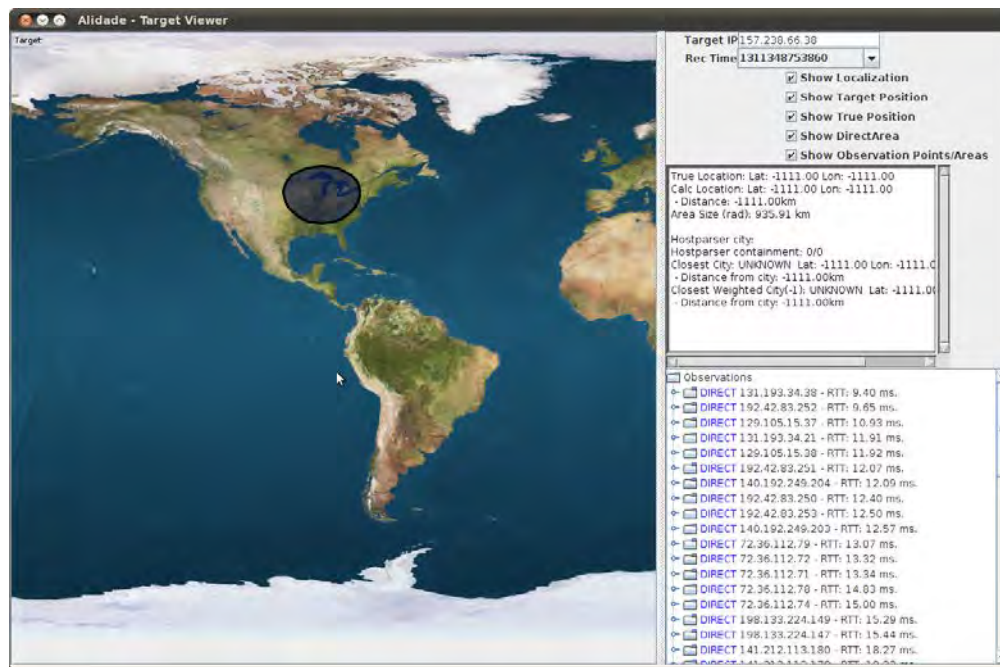 Alidade - Target Viewer
Target:
Target IP 157.238.66.38
Rec Time 1311348753860
Show Localization
Show Target Position
Show True Position
Show DirectArea
Show Observation Points/Areas
True Location: Lat: -1111.00 Lon: -1111.00
Calc Location: Lat: -1111.00 Lon: -1111.00
- Distance: -1111.00km
Area Size (rad): 935.91 km
Hostparser city:
Hostparser containment: 0/0
Closest City: UNKNOWN Lat: -1111.00 Lon: -1111.0
- Distance from city: -1111.00km
Closest Weighted City(-1): UNKNOWN Lat: -1111.00
- Distance from city: -1111.00km
Observations
DIRECT 131.193.34.38 - RTT: 9.40 ms.
DIRECT 192.42.83.252 - RTT: 9.65 ms.
DIRECT 129.105.15.37 - RTT: 10.93 ms.
DIRECT 131.193.34.21 - RTT: 11.91 ms.
DIRECT 129.105.15.38 - RTT: 11.92 ms.
DIRECT 192.42.83.251 - RTT: 12.07 ms.
DIRECT 140.192.249.204 - RTT: 12.09 ms.
DIRECT 192.42.83.250 - RTT: 12.40 ms.
DIRECT 192.42.83.253 - RTT: 12.50 ms.
DIRECT 140.192.249.203 - RTT: 12.57 ms.
DIRECT 72.36.112.79 - RTT: 13.07 ms.
DIRECT 72.36.112.72 - RTT: 13.32 ms.
DIRECT 72.36.112.71 - RTT: 13.34 ms.
DIRECT 72.36.112.78 - RTT: 14.83 ms.
DIRECT 72.36.112.74 - RTT: 15.00 ms.
DIRECT 198.133.224.149 - RTT: 15.29 ms.
DIRECT 198.133.224.147 - RTT: 15.44 ms.
DIRECT 141.212.113.180 - RTT: 18.27 ms.